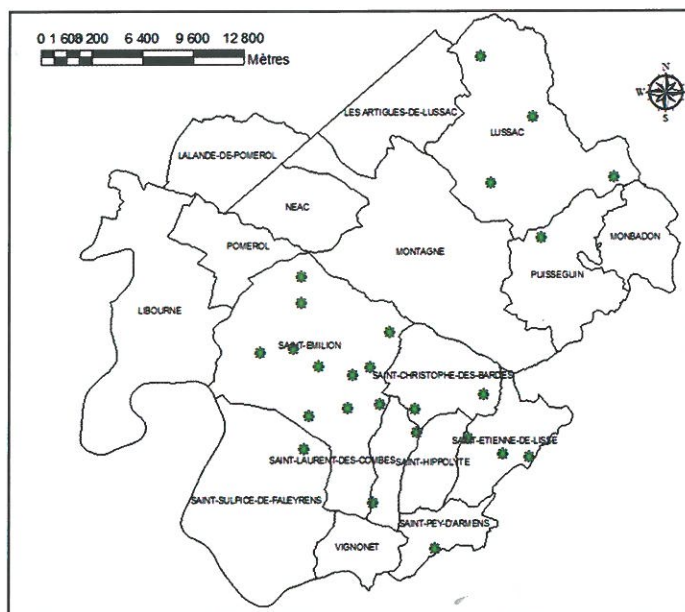 0 1 600 3 200 6 400 9 600 12 800
Mètres
N
W E
S
LES ARTIGUES-DE-LUSSAC
LUSSAC
LALANDE-DE-POMEROL
NEAC
MONBADON
POMEROL
MONTAGNE
PUISSEGUIN
LIBOURNE
SAINT-EMILION
SAINT-CHRISTOPHE-DES-BARDES
SAINT-ETIENNE-DE-LISSE
SAINT-LAURENT-DES-COMBES
SAINT-HIPPOLYTE
SAINT-SULPICE-DE-FALEYRENS
SAINT-PEY-D'ARMENS
VIGNONET